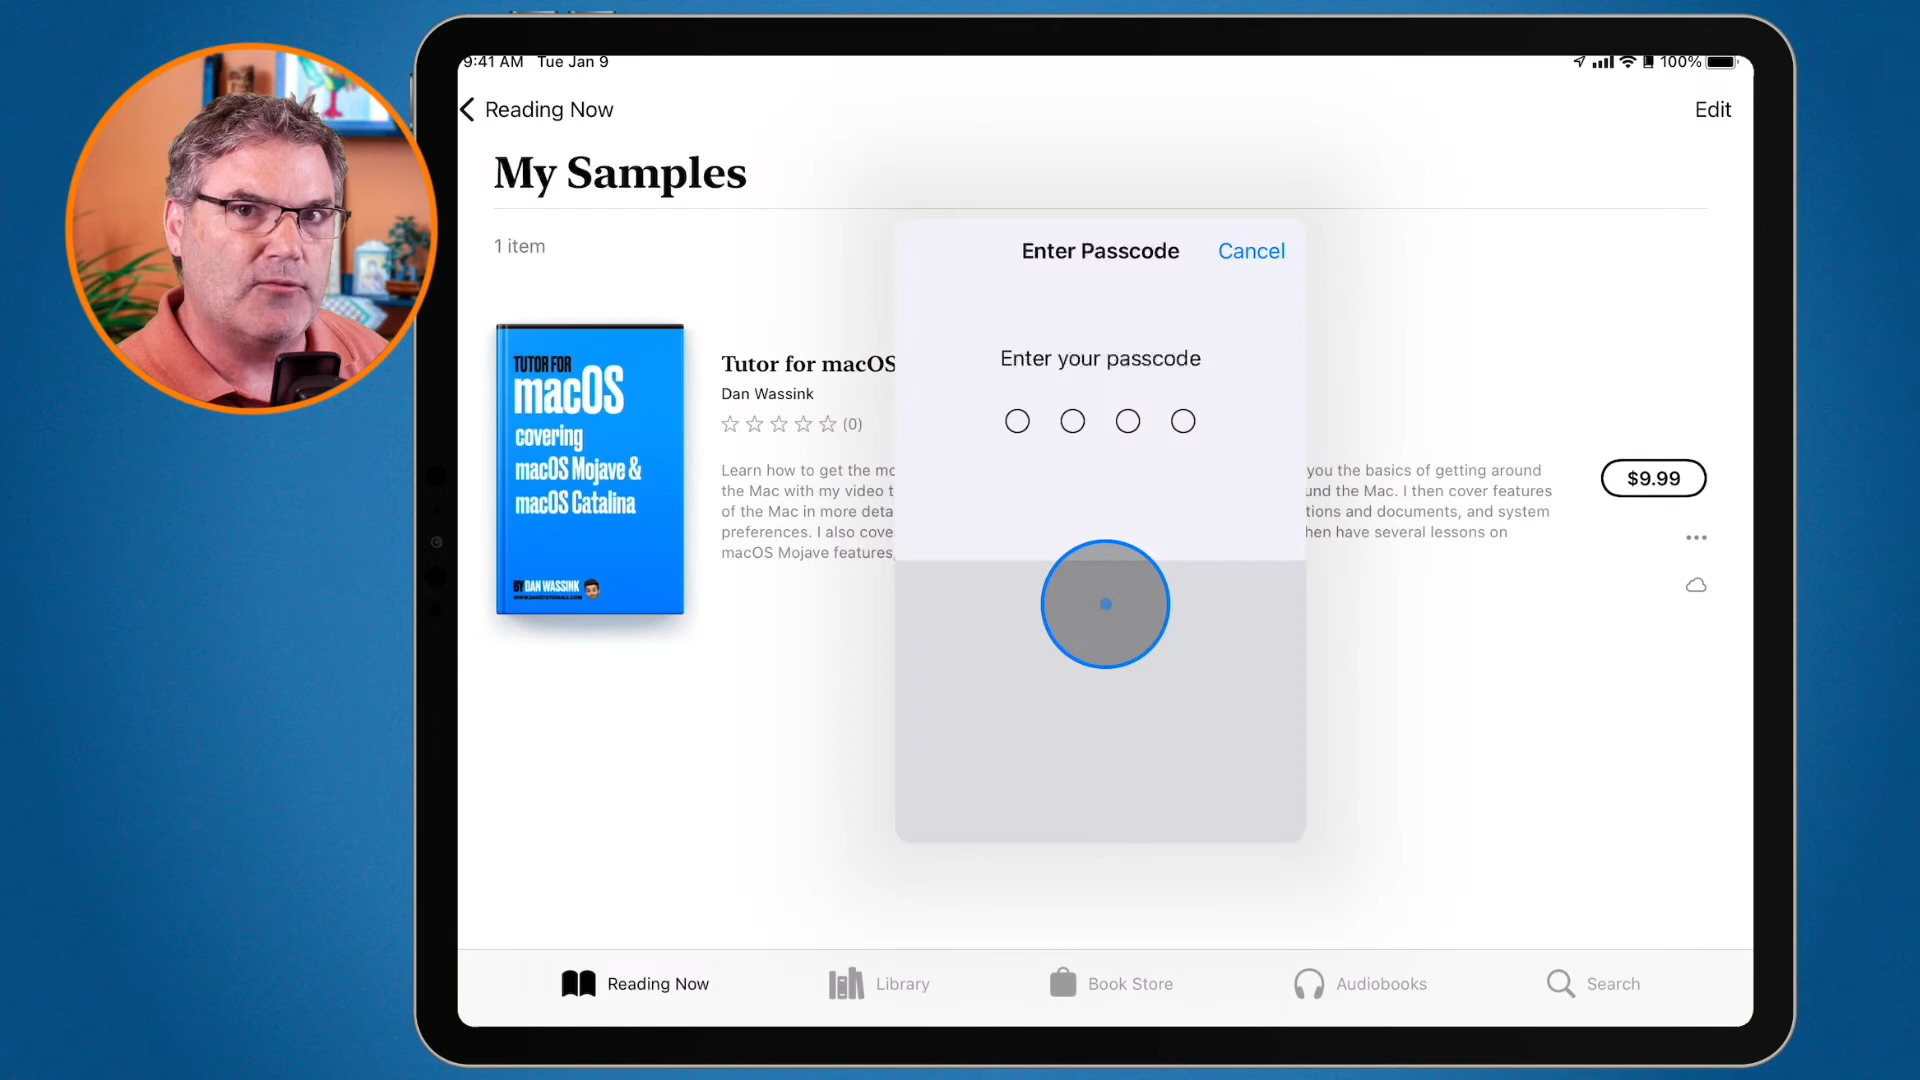 9:41 AM Tue Jan 9
100%
Reading Now
Edit
My Samples
1 item
Enter Passcode
Cancel
Enter your passcode
TUTOR FOR
macOS
covering
macOS Mojave &
macOS Catalina
BY DAN WASSINK
Tutor for macOS
Dan Wassink
(0)
Learn how to get the mo
the Mac with my video t
of the Mac in more deta
preferences. I also cove
macOS Mojave features,
you the basics of getting around
und the Mac. I then cover features
tions and documents, and system
hen have several lessons on
$9.99
Reading Now
Library
Book Store
Audiobooks
Search